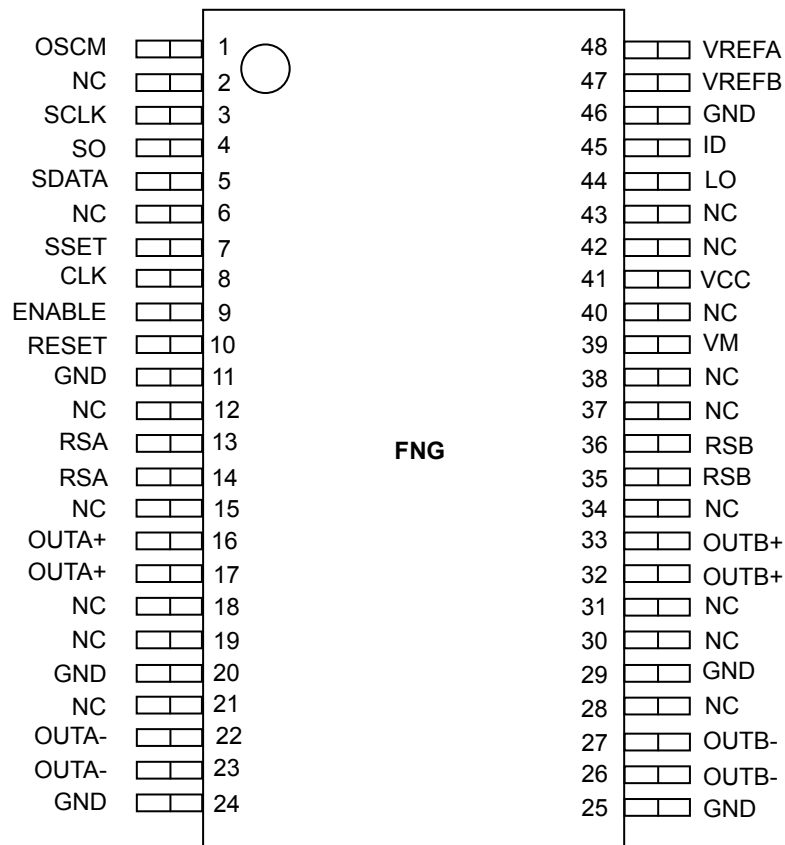 OSCM 1 48 VREFA
NC 2 47 VREFB
SCLK 3 46 GND
SO 4 45 ID
SDATA 5 44 LO
NC 6 43 NC
SSET 7 42 NC
CLK 8 41 VCC
ENABLE 9 40 NC
RESET 10 39 VM
GND 11 38 NC
NC 12 37 NC
RSA 13 36 RSB
FNG
RSA 14 35 RSB
NC 15 34 NC
OUTA+ 16 33 OUTB+
OUTA+ 17 32 OUTB+
NC 18 31 NC
NC 19 30 NC
GND 20 29 GND
NC 21 28 NC
OUTA- 22 27 OUTB-
OUTA- 23 26 OUTB-
GND 24 25 GND